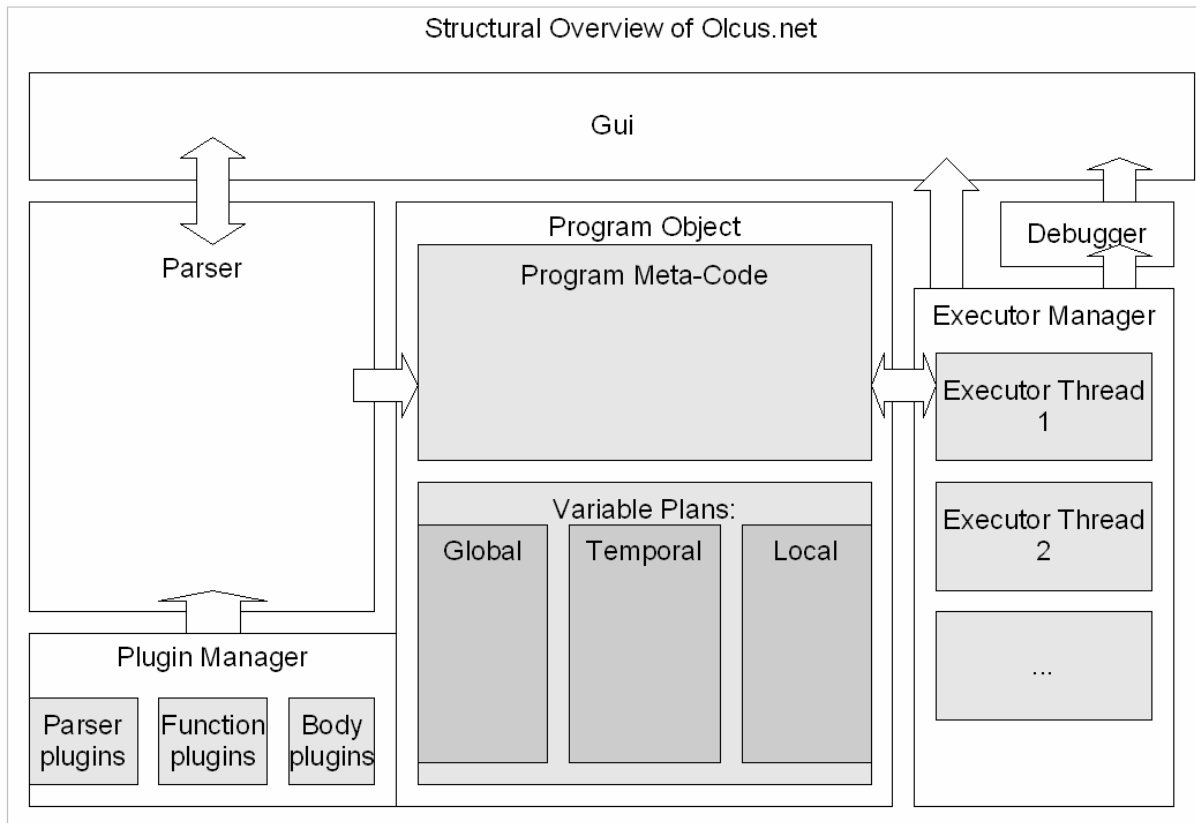 Structural Overview of Olcus.net
Gui
Parser
Program Object
Program Meta-Code
Variable Plans:
Global
Temporal
Local
Debugger
Executor Manager
Executor Thread
1
Executor Thread
2
...
Plugin Manager
Parser
plugins
Function
plugins
Body
plugins